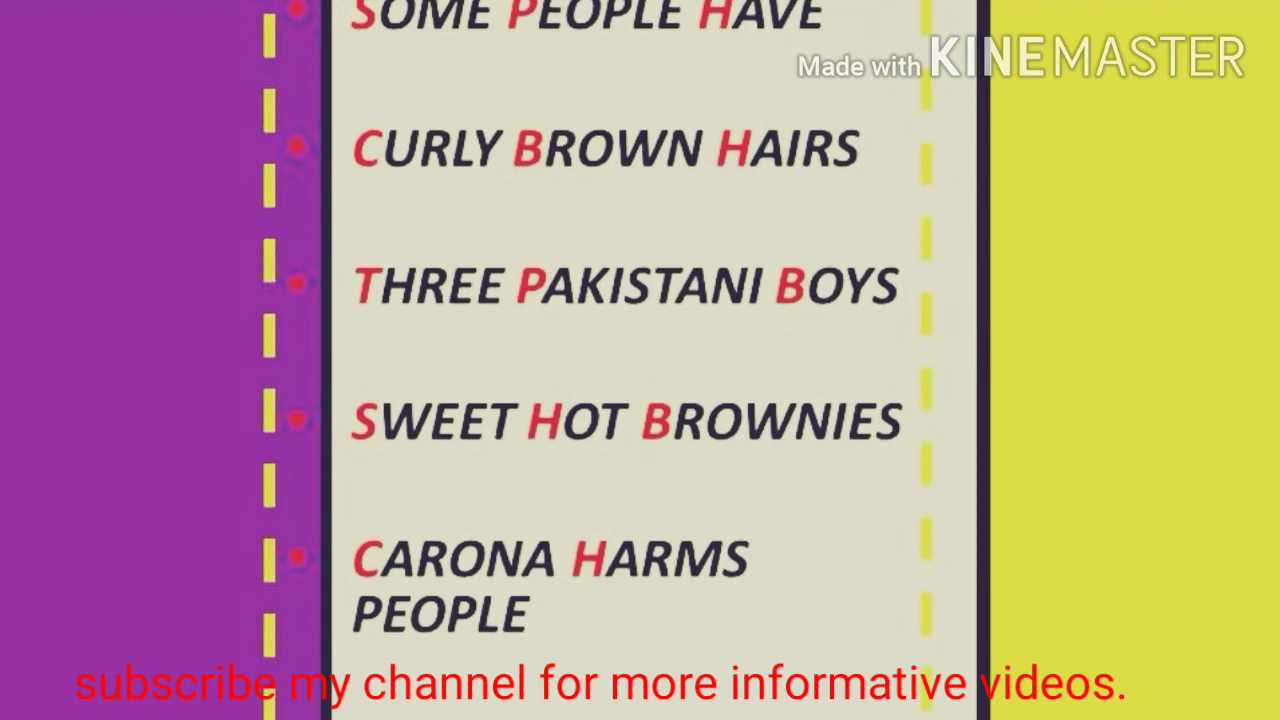 SOME PEOPLE HAVE
Made with KINEMASTER
CURLY BROWN HAIRS
THREE PAKISTANI BOYS
SWEET HOT BROWNIES
CARONA HARMS
PEOPLE
subscribe my channel for more informative videos.